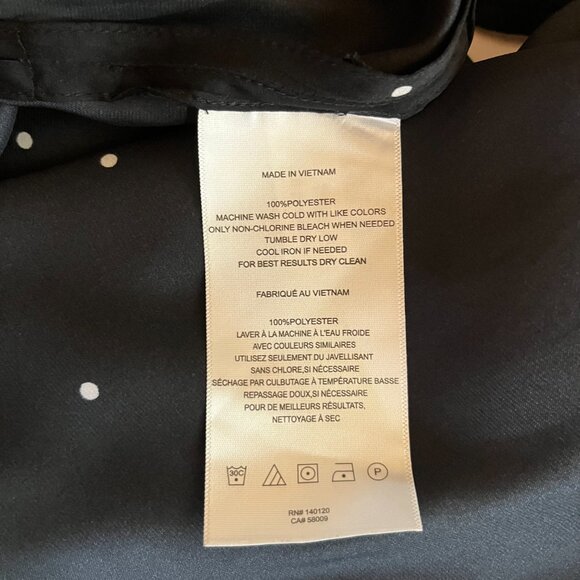 MADE IN VIETNAM
100%POLYESTER
MACHINE WASH COLD WITH LIKE COLORS
ONLY NON-CHLORINE BLEACH WHEN NEEDED
TUMBLE DRY LOW
COOL IRON IF NEEDED
FOR BEST RESULTS DRY CLEAN
FABRIQUÉ AU VIETNAM
100%POLYESTER
LAVER À LA MACHINE À L'EAU FROIDE
AVEC COULEURS SIMILAIRES
UTILISEZ SEULEMENT DU JAVELLISANT
SANS CHLORE,SI NÉCESSAIRE
SÉCHAGE PAR CULBUTAGE À TEMPÉRATURE BASSE
REPASSAGE DOUX,SI NÉCESSAIRE
POUR DE MEILLEURS RÉSULTATS,
NETTOYAGE À SEC
30C P
RN# 140120
CA# 58009